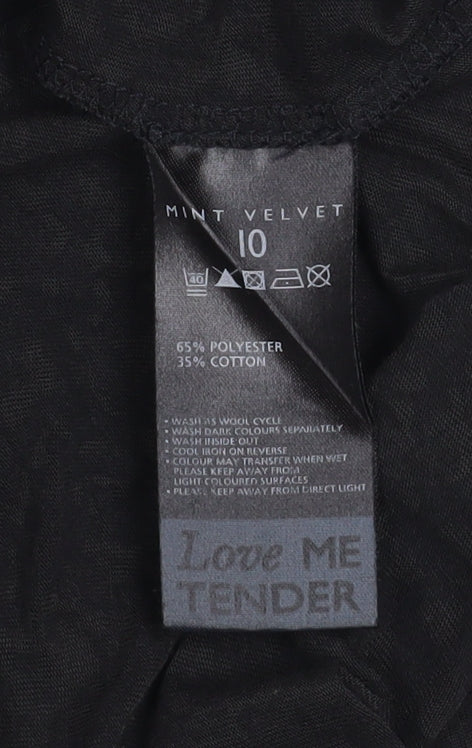 MINT VELVET
10
40
65% POLYESTER
35% COTTON
• WASH AS WOOL CYCLE
• WASH DARK COLOURS SEPARATELY
• WASH INSIDE OUT
• COOL IRON ON REVERSE
• COLOUR MAY TRANSFER WHEN WET
PLEASE KEEP AWAY FROM
LIGHT COLOURED SURFACES
• PLEASE KEEP AWAY FROM DIRECT LIGHT
Love ME
TENDER